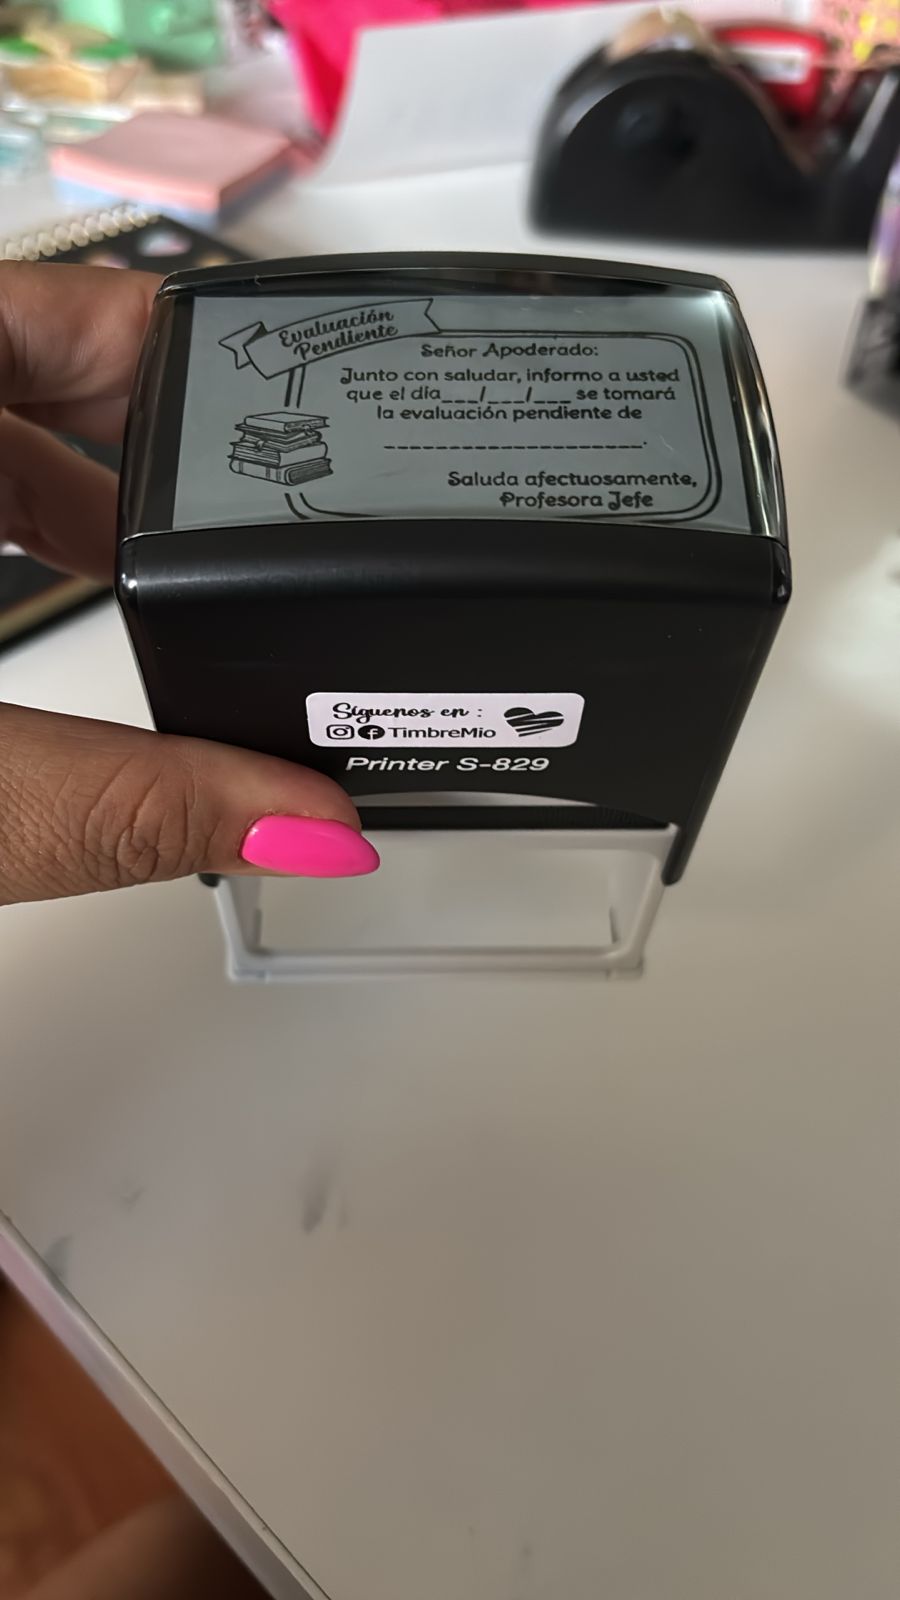 Evaluación
Pendiente
Señor Apoderado:
Junto con saludar, informo a usted
que el día___/___/___ se tomará
la evaluación pendiente de
____________________.
Saluda afectuosamente,
Profesora Jefe
Síguenos en :
TimbreMio
Printer S-829